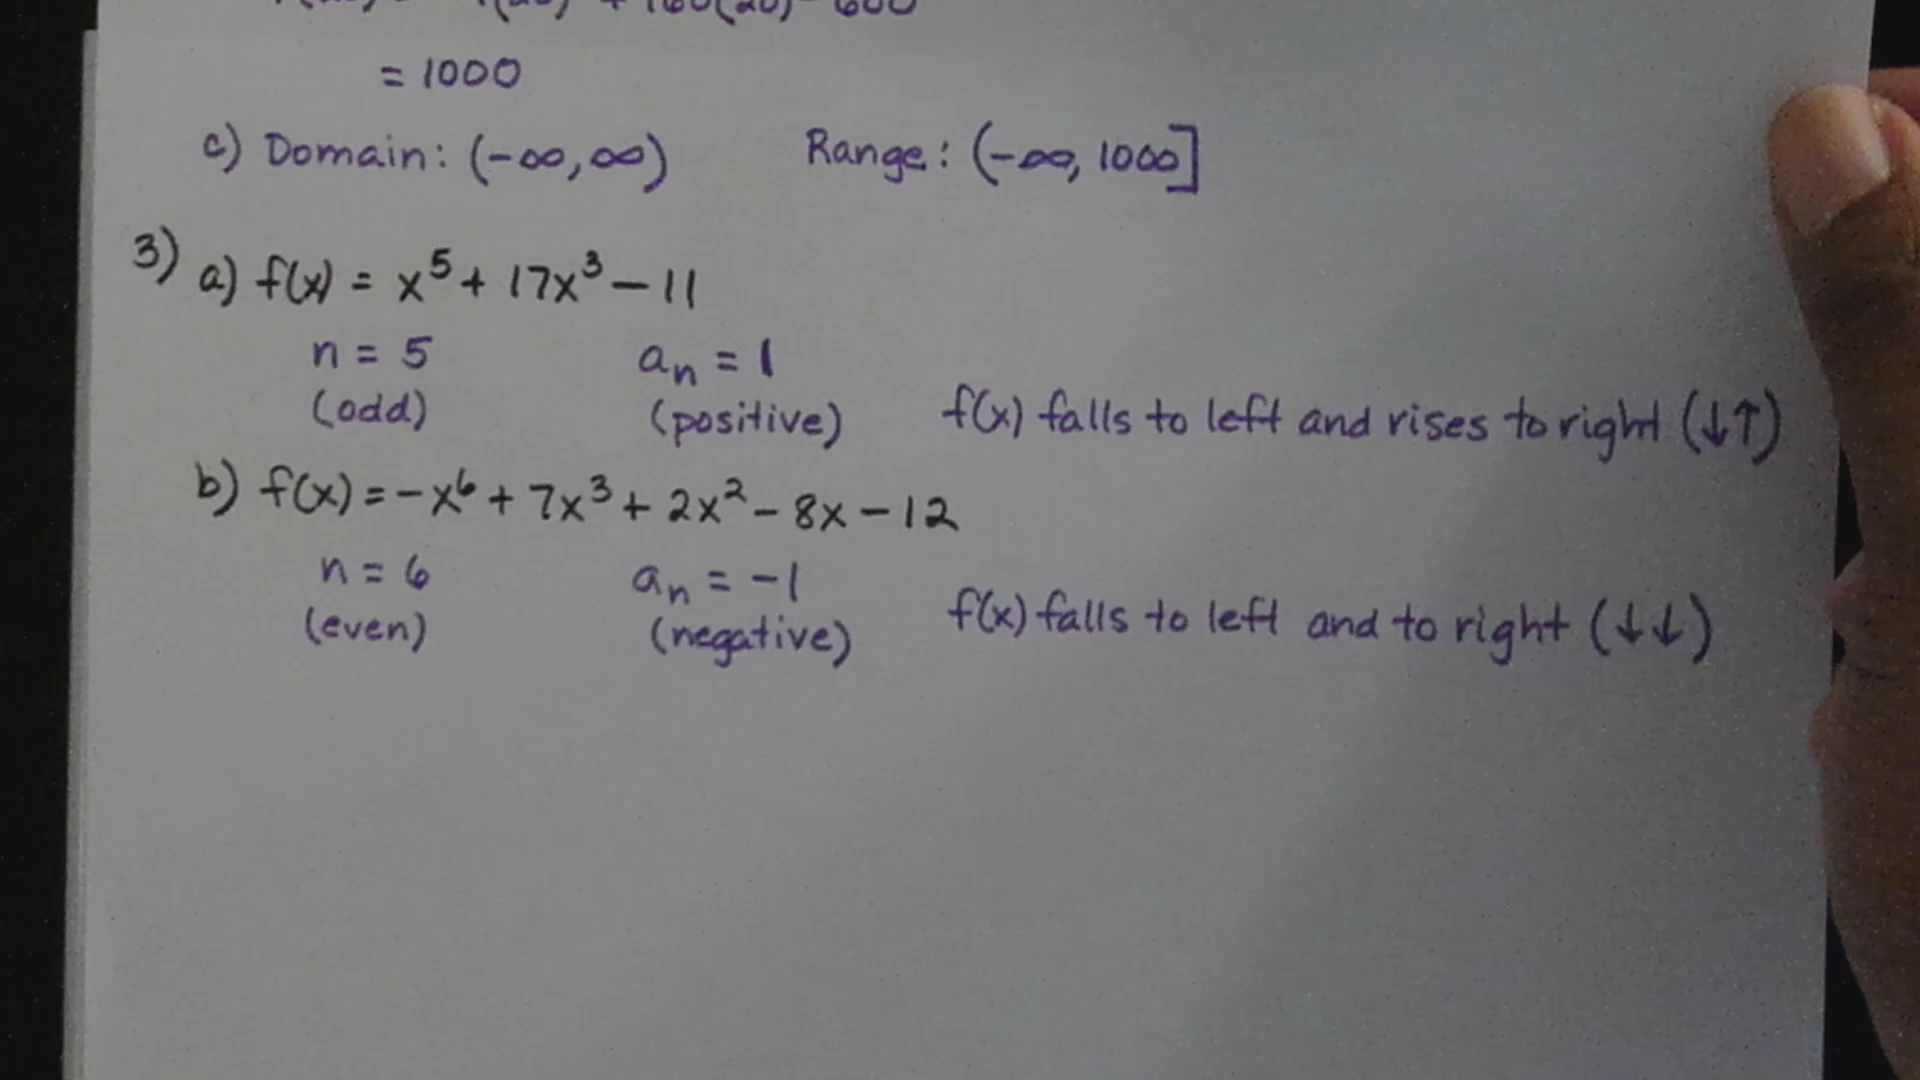 = 1000
c) Domain: (-∞, ∞) Range: (-∞, 1000]
3) a) f(x) = x⁵ + 17x³ - 11
n = 5 aₙ = 1
(odd) (positive) f(x) falls to left and rises to right (↓↑)
b) f(x) = -x⁶ + 7x³ + 2x² - 8x - 12
n = 6 aₙ = -1
(even) (negative) f(x) falls to left and to right (↓↓)